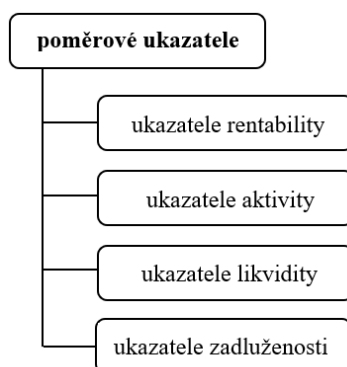 poměrové ukazatele
ukazatele rentability
ukazatele aktivity
ukazatele likvidity
ukazatele zadluženosti